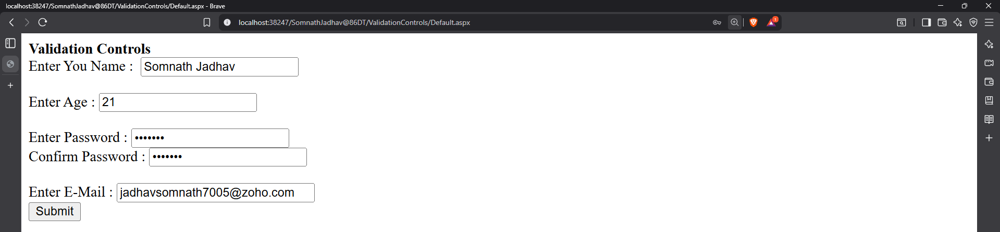 localhost:38247/SomnathJadhav@86DT/ValidationControls/Default.aspx - Brave
localhost:38247/SomnathJadhav@86DT/ValidationControls/Default.aspx
1
Validation Controls
Enter You Name : Somnath Jadhav
Enter Age : 21
Enter Password : •••••••
Confirm Password : •••••••
Enter E-Mail : jadhavsomnath7005@zoho.com
Submit